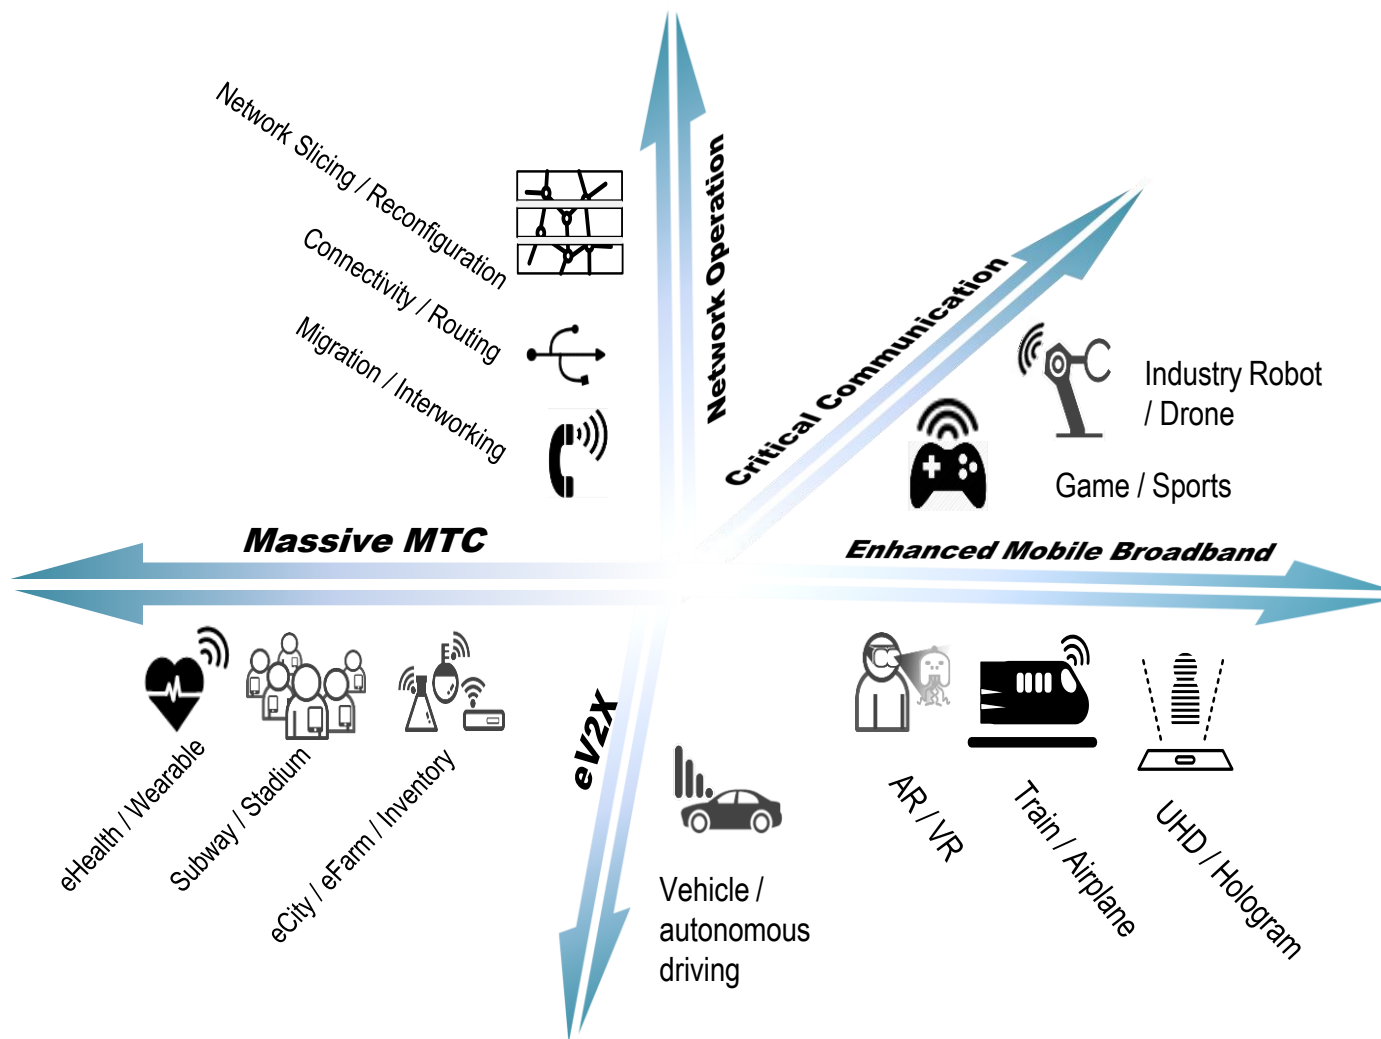 Network Slicing / Reconfiguration
Connectivity / Routing
Migration / Interworking
Network Operation
Critical Communication
Industry Robot
/ Drone
Game / Sports
Massive MTC
Enhanced Mobile Broadband
E
eHealth / Wearable
Subway / Stadium
eCity / eFarm / Inventory
eV2X
Vehicle /
autonomous
driving
AR / VR
Train / Airplane
UHD / Hologram